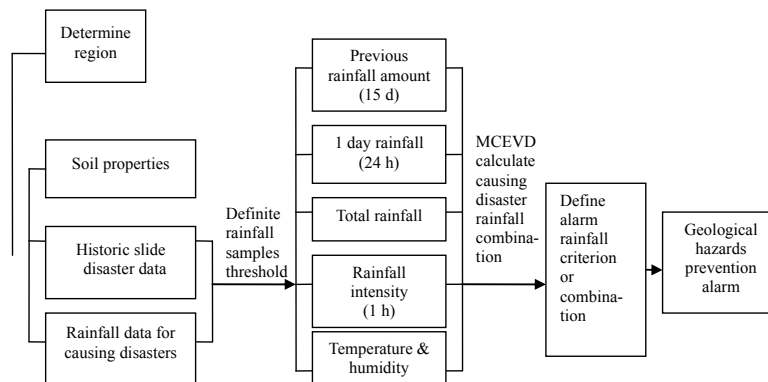 Determine
region
Soil properties
Historic slide
disaster data
Rainfall data for
causing disasters
Definite
rainfall
samples
threshold
Previous
rainfall amount
(15 d)
1 day rainfall
(24 h)
Total rainfall
Rainfall
intensity
(1 h)
Temperature &
humidity
MCEVD
calculate
causing
disaster
rainfall
combina-
tion
Define
alarm
rainfall
criterion
or
combina-
tion
Geological
hazards
prevention
alarm